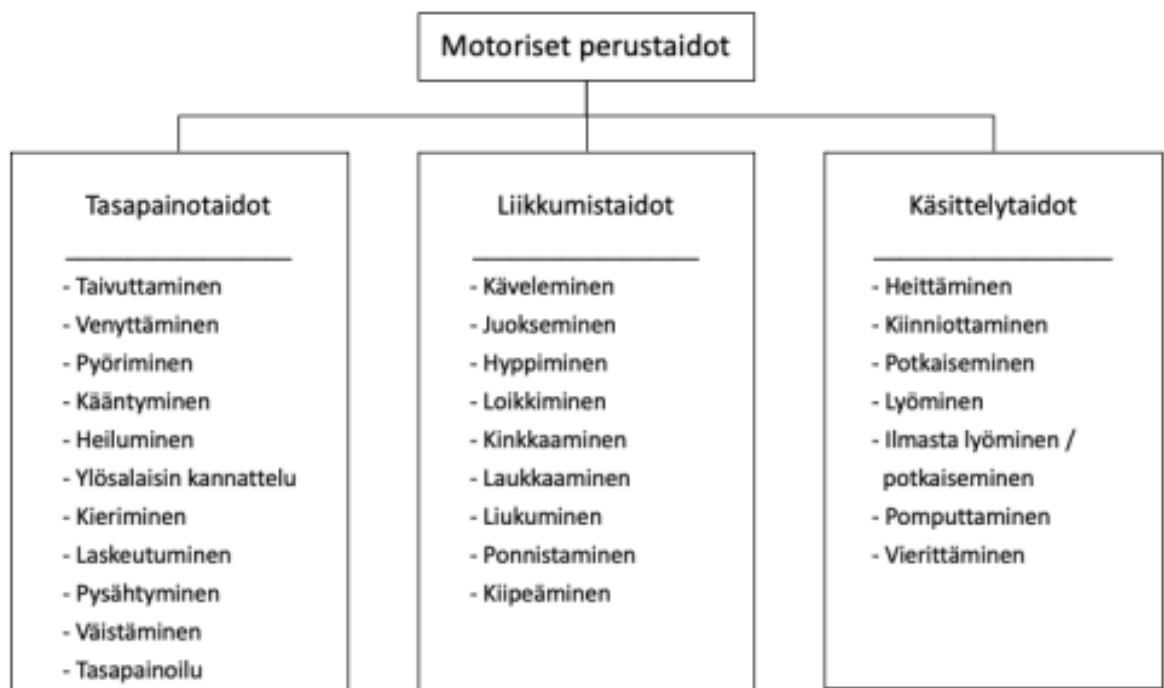 Motoriset perustaidot
Tasapainotaidot
- Taivuttaminen
- Venyttäminen
- Pyöriminen
- Kääntyminen
- Heiluminen
- Ylösalaisin kannattelu
- Kieriminen
- Laskeutuminen
- Pysähtyminen
- Väistäminen
- Tasapainoilu
Liikkumistaidot
- Käveleminen
- Juokseminen
- Hyppiminen
- Loikkiminen
- Kinkkaaminen
- Laukkaaminen
- Liukuminen
- Ponnistaminen
- Kiipeäminen
Käsittelytaidot
- Heittäminen
- Kiinniottaminen
- Potkaiseminen
- Lyöminen
- Ilmasta lyöminen /
potkaiseminen
- Pomputtaminen
- Vierittäminen